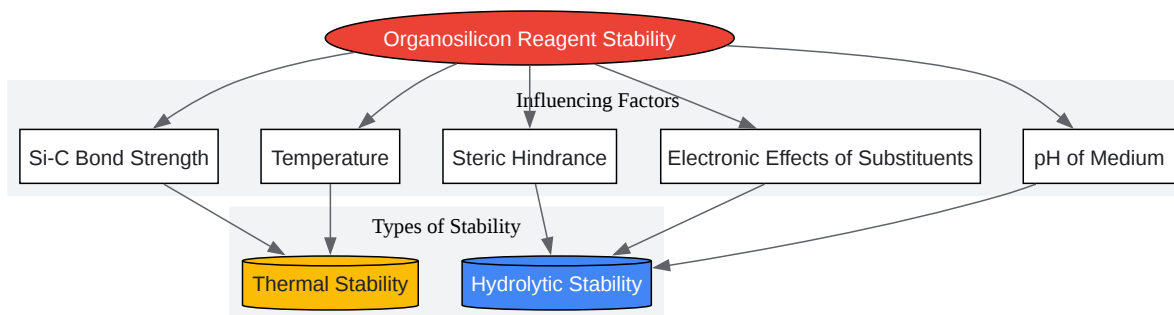 Organosilicon Reagent Stability
Influencing Factors
Si-C Bond Strength
Temperature
Steric Hindrance
Electronic Effects of Substituents
pH of Medium
Types of Stability
Thermal Stability
Hydrolytic Stability